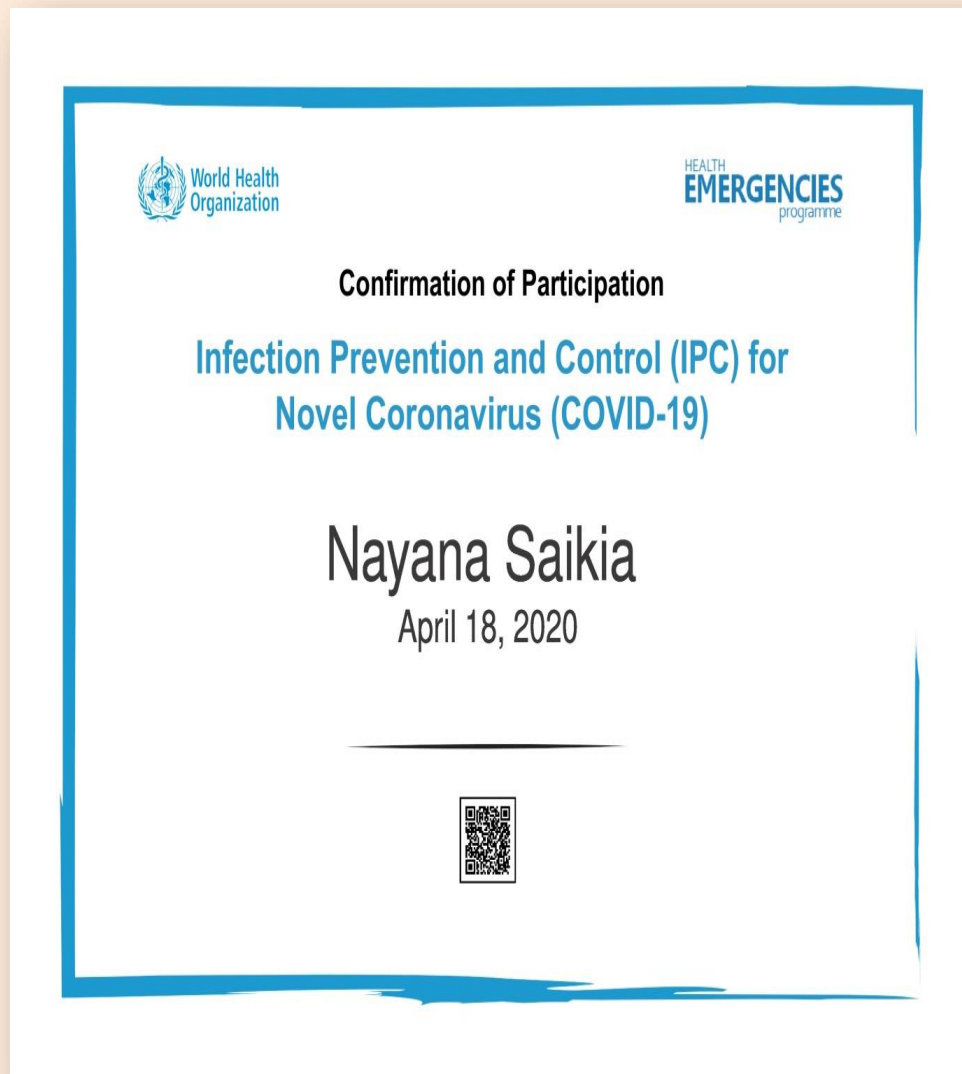 World Health
Organization
HEALTH
EMERGENCIES
programme
Confirmation of Participation
Infection Prevention and Control (IPC) for
Novel Coronavirus (COVID-19)
Nayana Saikia
April 18, 2020